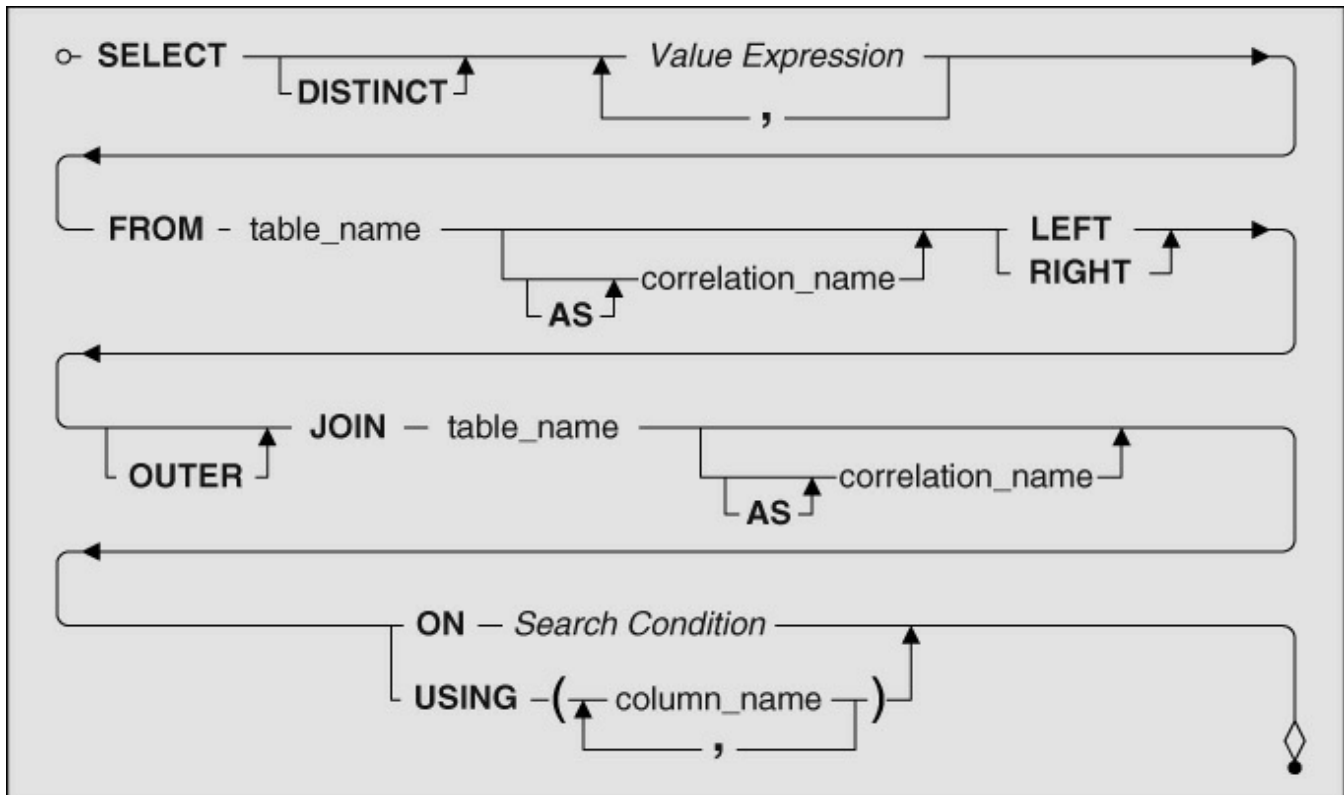 SELECT Value Expression
DISTINCT
,
FROM table_name LEFT
RIGHT
correlation_name
AS
JOIN table_name
OUTER correlation_name
AS
ON Search Condition
USING ( column_name )
,